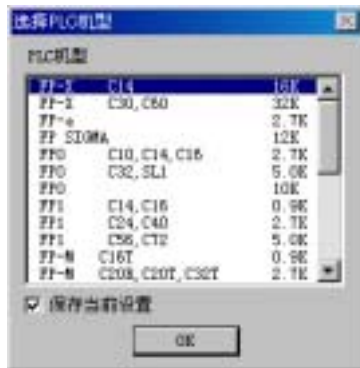 选择PLC机型
PLC机型
FP-X C14 16K
FP-X C30,C60 32K
FP-e 2.7K
FP SIGMA 12K
FP0 C10,C14,C16 2.7K
FP0 C32,SL1 5.0K
FP0 10K
FP1 C14,C16 0.9K
FP1 C24,C40 2.7K
FP1 C56,C72 5.0K
FP-M C16T 0.9K
FP-M C20R,C20T,C32T 2.7K
保存当前设置
OK